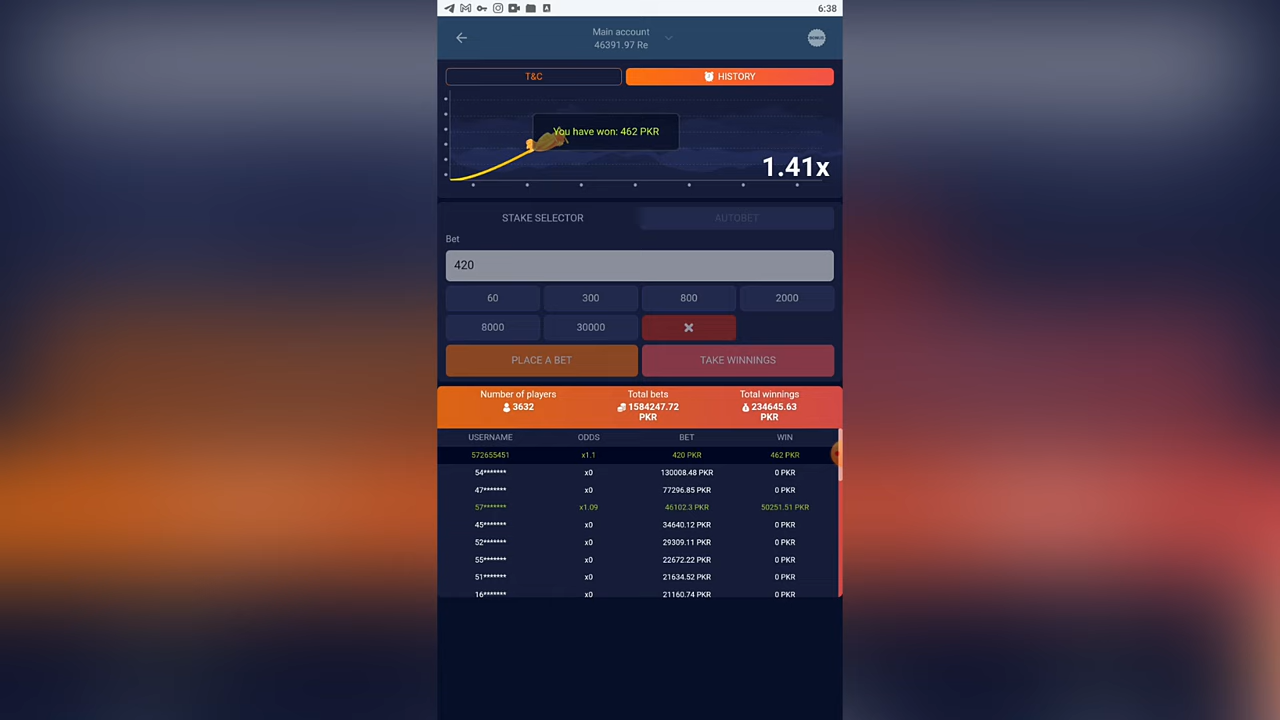 6:38
Main account
46391.97 Re
T&C
HISTORY
You have won: 462 PKR
1.41x
STAKE SELECTOR
AUTOBET
Bet
420
60 300 800 2000
8000 30000
PLACE A BET TAKE WINNINGS
Number of players Total bets Total winnings
3632 1584247.72 234645.63
PKR PKR
USERNAME ODDS BET WIN
572655451 x1.1 420 PKR 462 PKR
54******* x0 130008.48 PKR 0 PKR
47******* x0 77296.85 PKR 0 PKR
57******* x1.09 46102.3 PKR 50251.51 PKR
45******* x0 34640.12 PKR 0 PKR
52******* x0 29309.11 PKR 0 PKR
55******* x0 22672.22 PKR 0 PKR
51******* x0 21634.52 PKR 0 PKR
16******* x0 21160.74 PKR 0 PKR